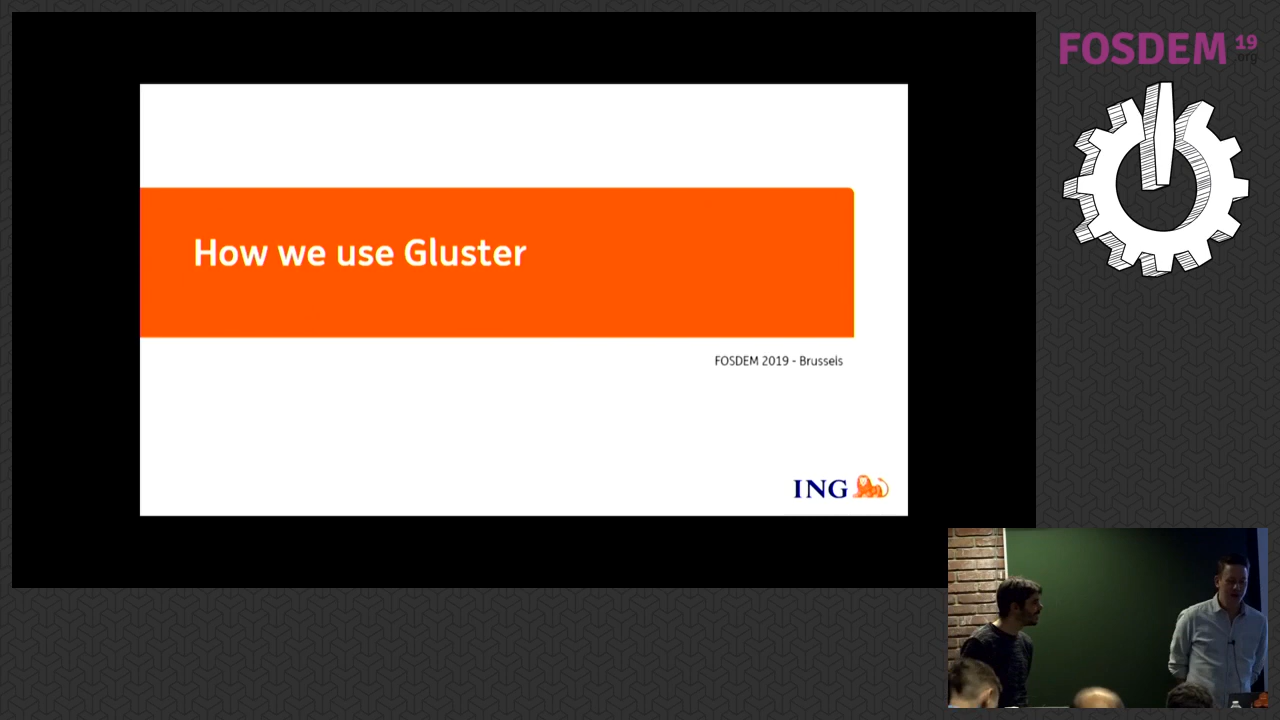 FOSDEM 19
.org
How we use Gluster
FOSDEM 2019 - Brussels
ING